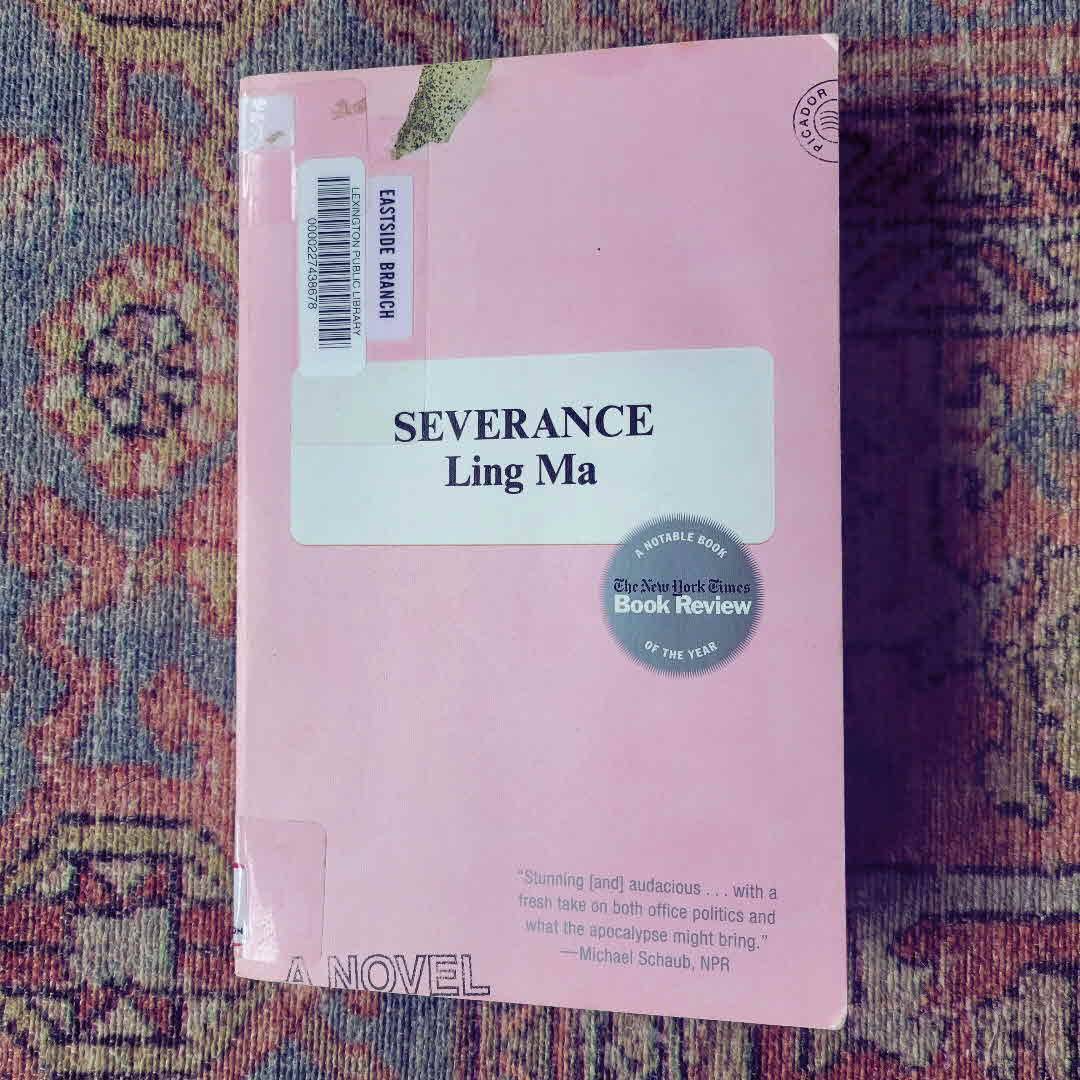 PICADOR
LEXINGTON PUBLIC LIBRARY
0000227438678
EASTSIDE BRANCH
SEVERANCE
Ling Ma
A NOTABLE BOOK
The New York Times
Book Review
OF THE YEAR
“Stunning [and] audacious . . . with a
fresh take on both office politics and
what the apocalypse might bring.”
—Michael Schaub, NPR
A NOVEL